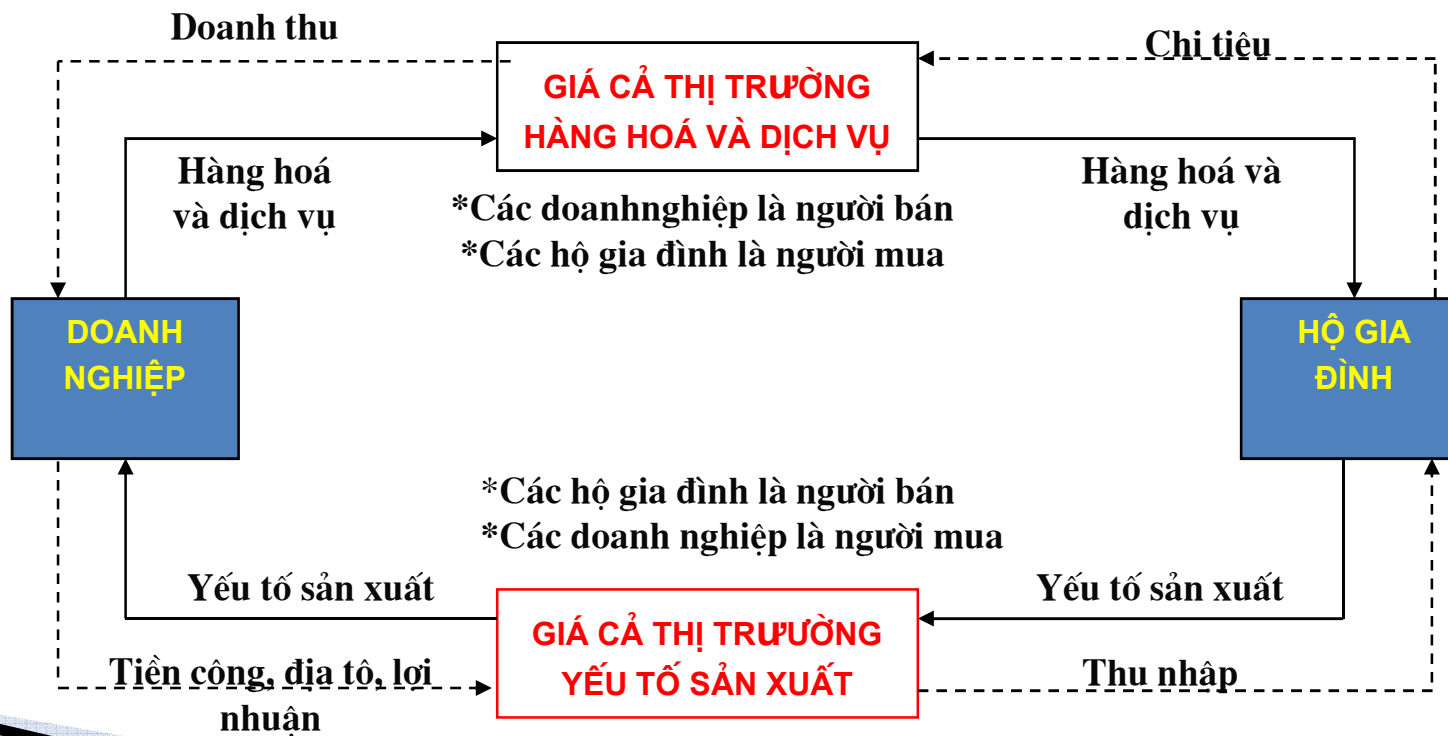 Doanh thu
Chi tiêu
GIÁ CẢ THỊ TRƯỜNG
HÀNG HOÁ VÀ DỊCH VỤ
Hàng hoá
và dịch vụ
Hàng hoá và
dịch vụ
*Các doanhnghiệp là người bán
*Các hộ gia đình là người mua
DOANH
NGHIỆP
HỘ GIA
ĐÌNH
*Các hộ gia đình là người bán
*Các doanh nghiệp là người mua
Yếu tố sản xuất
Yếu tố sản xuất
GIÁ CẢ THỊ TRƯƯỜNG
YẾU TỐ SẢN XUẤT
Tiền công, địa tô, lợi
nhuận
Thu nhập